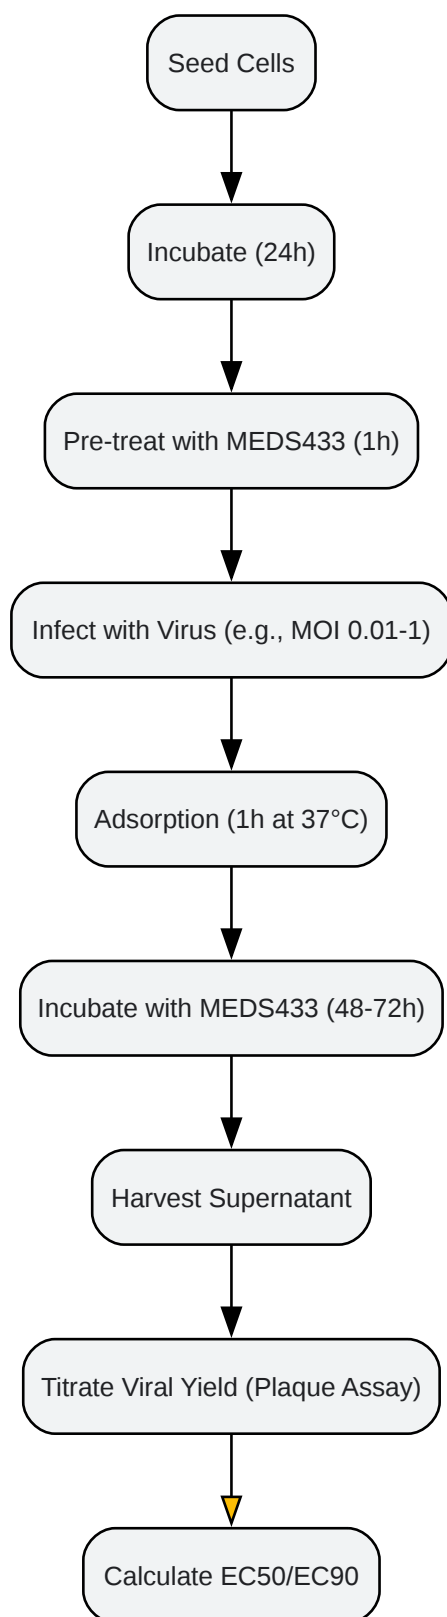 Seed Cells
Incubate (24h)
Pre-treat with MEDS433 (1h)
Infect with Virus (e.g., MOI 0.01-1)
Adsorption (1h at 37°C)
Incubate with MEDS433 (48-72h)
Harvest Supernatant
Titrate Viral Yield (Plaque Assay)
Calculate EC50/EC90